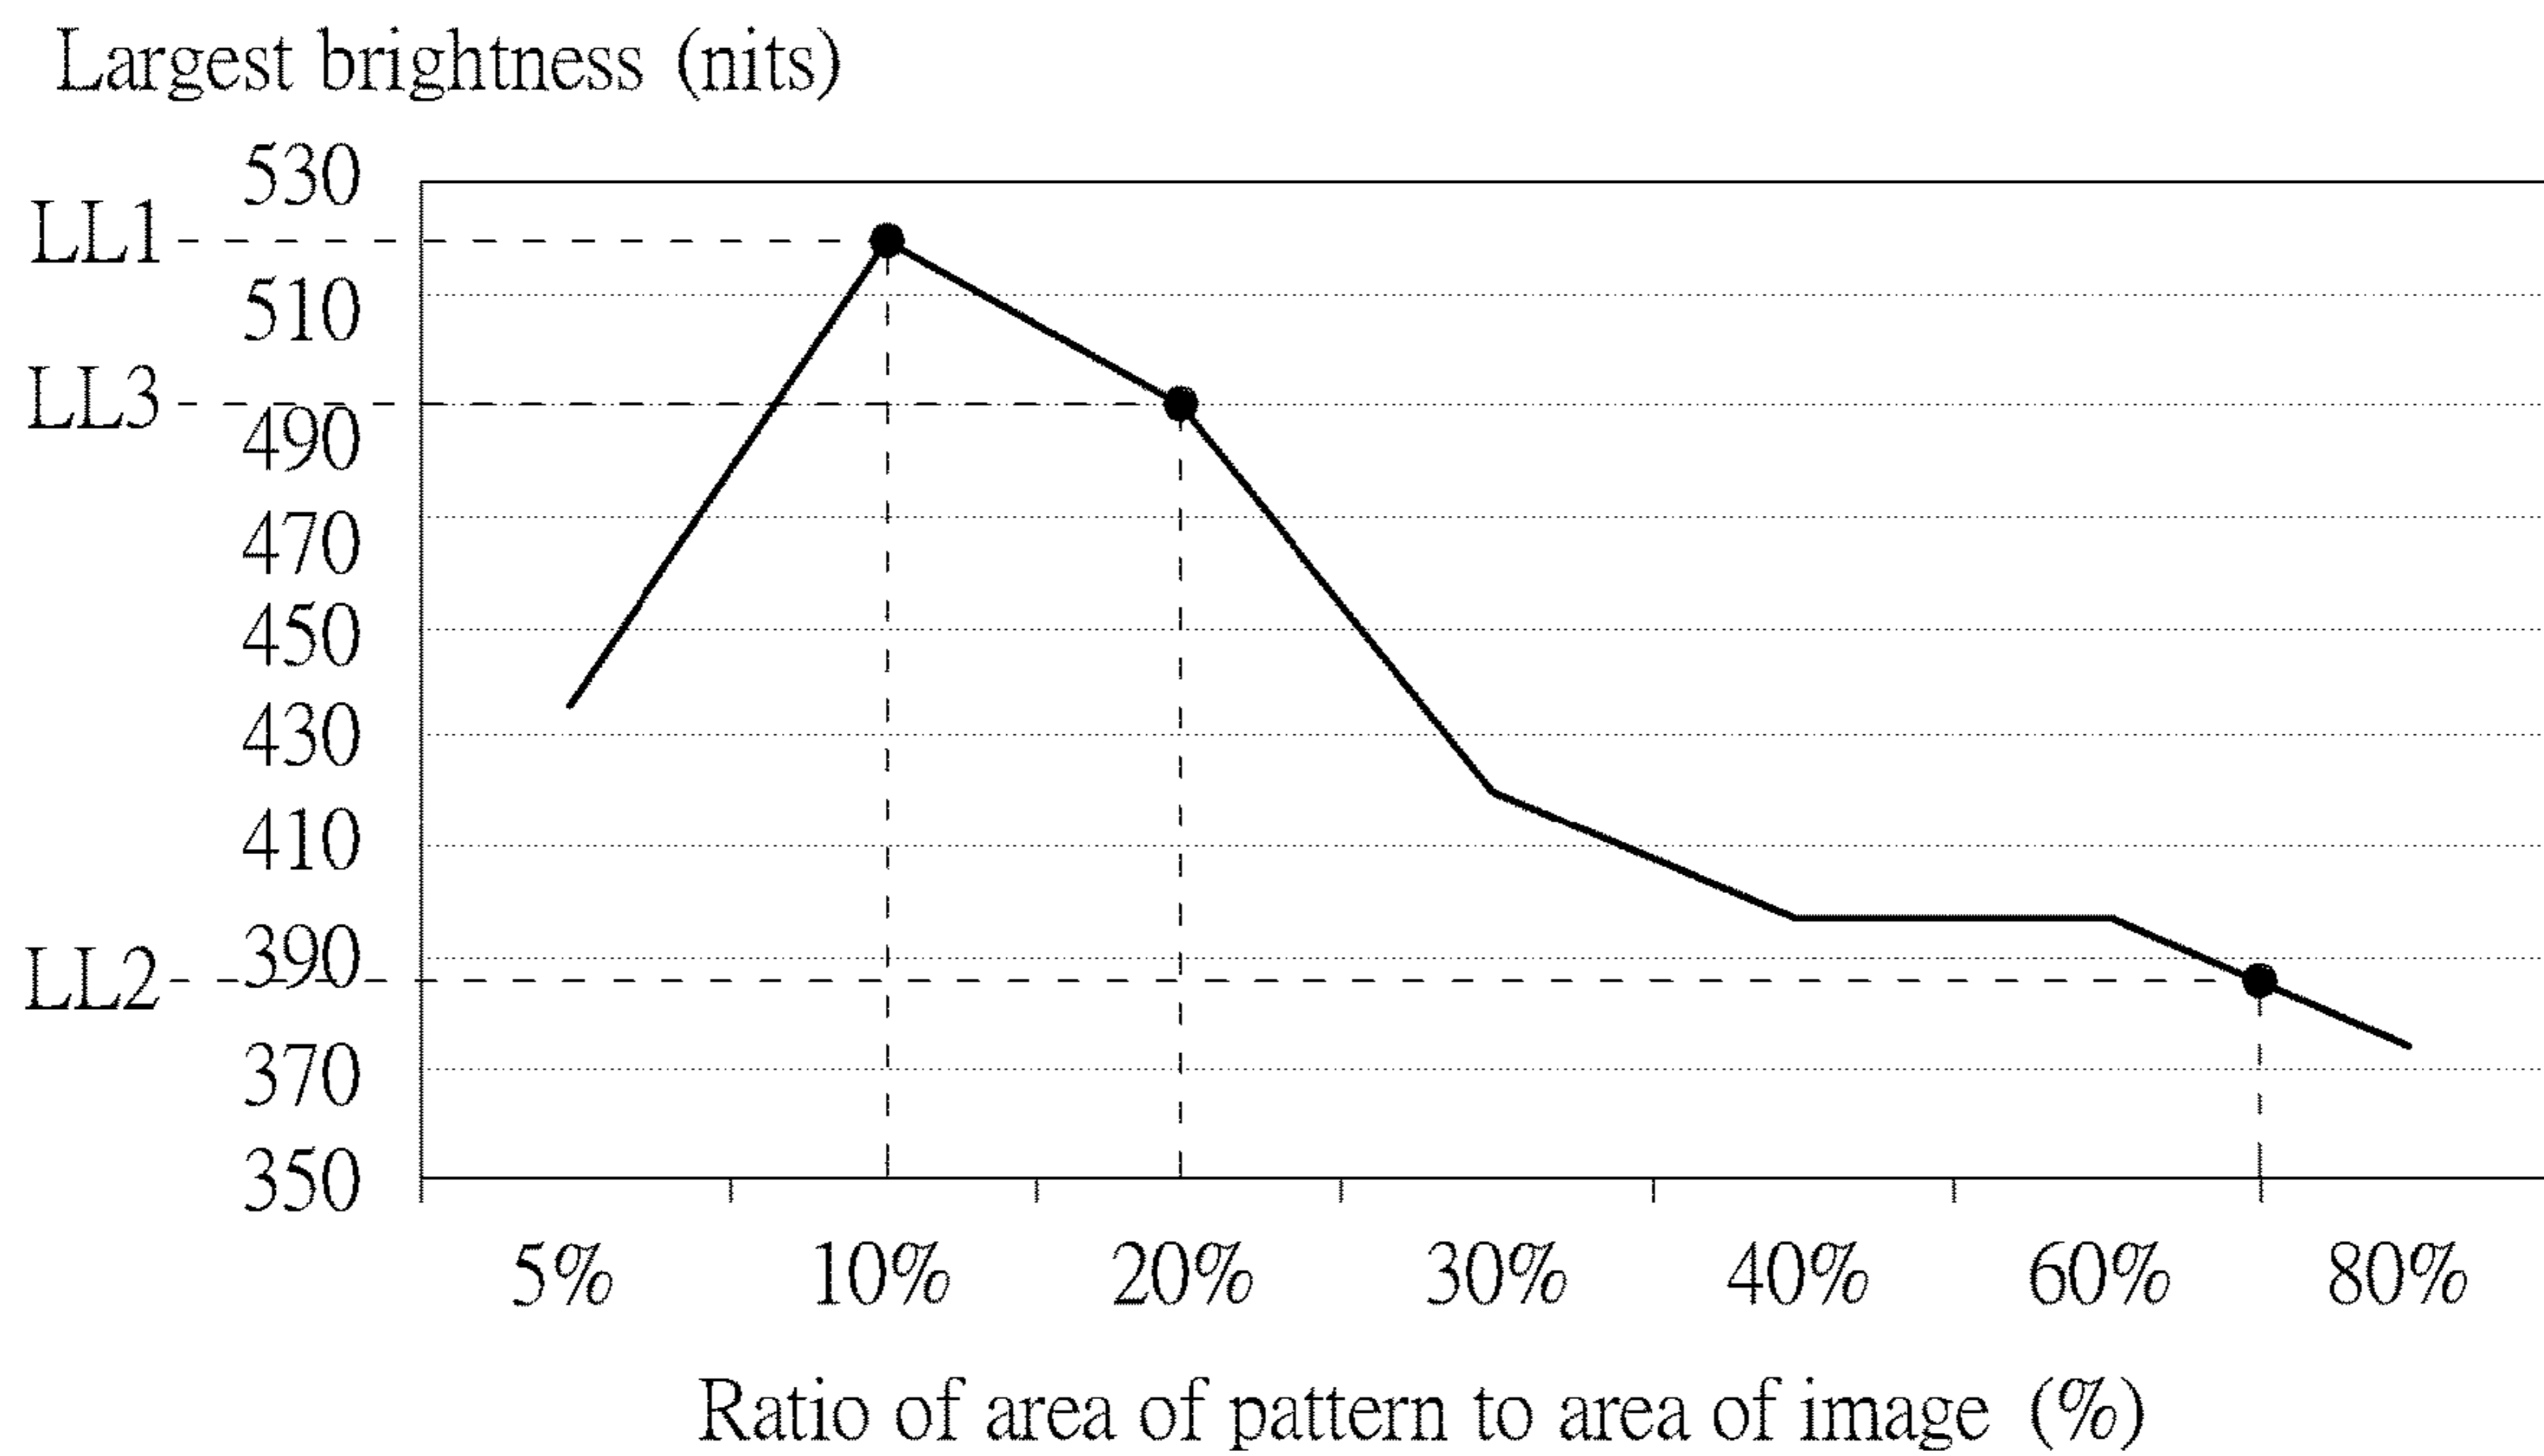 Largest brightness (nits)
530
LL1
510
LL3
490
470
450
430
410
390
LL2
370
350
5% 10% 20% 30% 40% 60% 80%
Ratio of area of pattern to area of image (%)